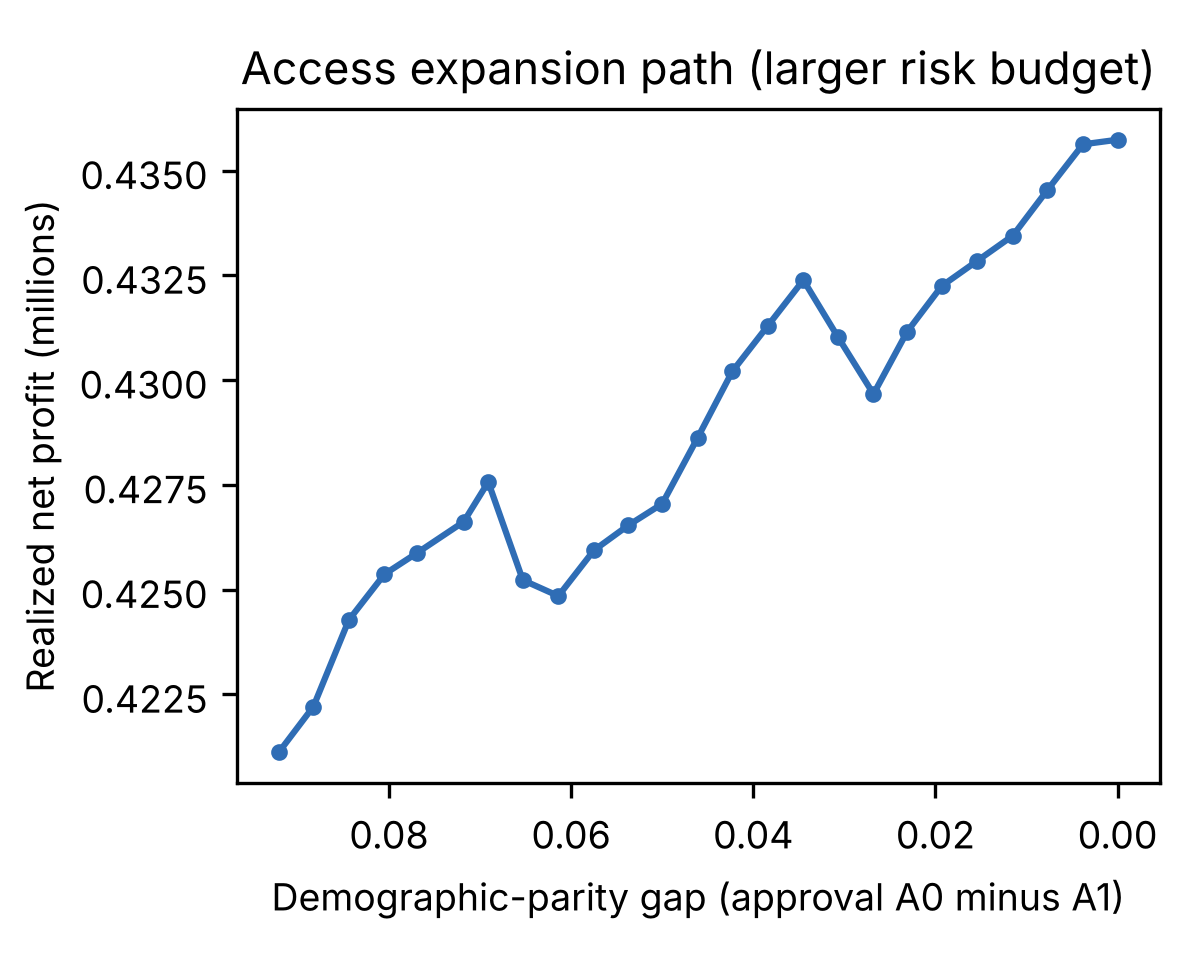 Access expansion path (larger risk budget)
Realized net profit (millions)
0.4350
0.4325
0.4300
0.4275
0.4250
0.4225
0.08 0.06 0.04 0.02 0.00
Demographic-parity gap (approval A0 minus A1)